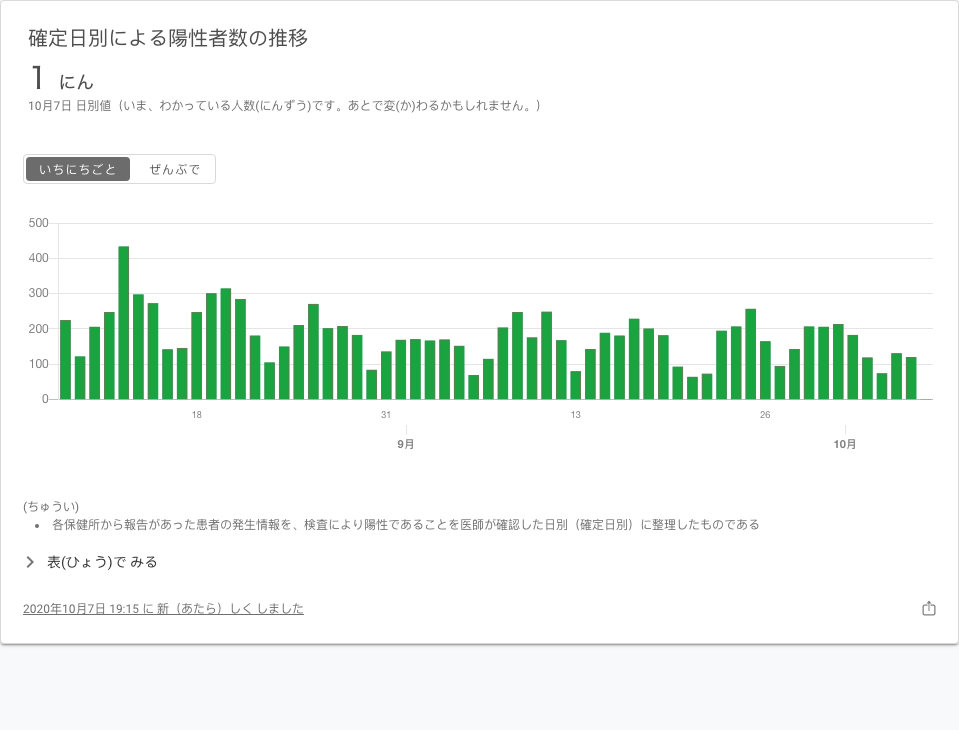 確定日別による陽性者数の推移
1 にん
10月7日 日別値（いま、わかっている人数(にんずう)です。あとで変(か)わるかもしれません。）
いちにちごと ぜんぶで
500
400
300
200
100
0
18 31 13 26
9月 10月
(ちゅうい)
• 各保健所から報告があった患者の発生情報を、検査により陽性であることを医師が確認した日別（確定日別）に整理したものである
表(ひょう)で みる
2020年10月7日 19:15 に 新（あたら）しく しました